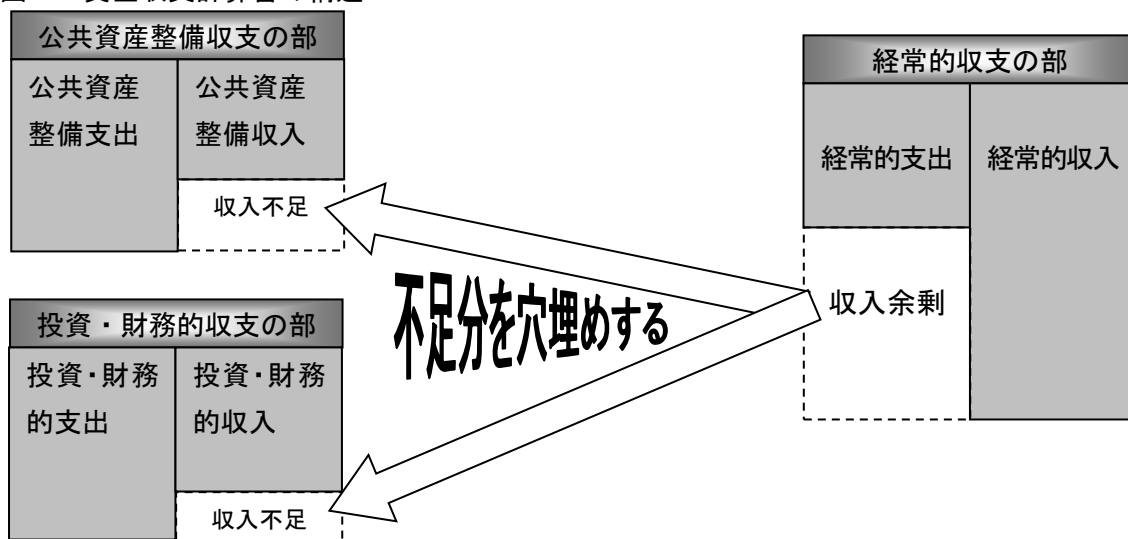 公共資産整備収支の部
公共資産
整備支出
公共資産
整備収入
収入不足
投資・財務的収支の部
投資・財務
的支出
投資・財務
的収入
収入不足
不足分を穴埋めする
経常的収支の部
経常的支出
経常的収入
収入余剰